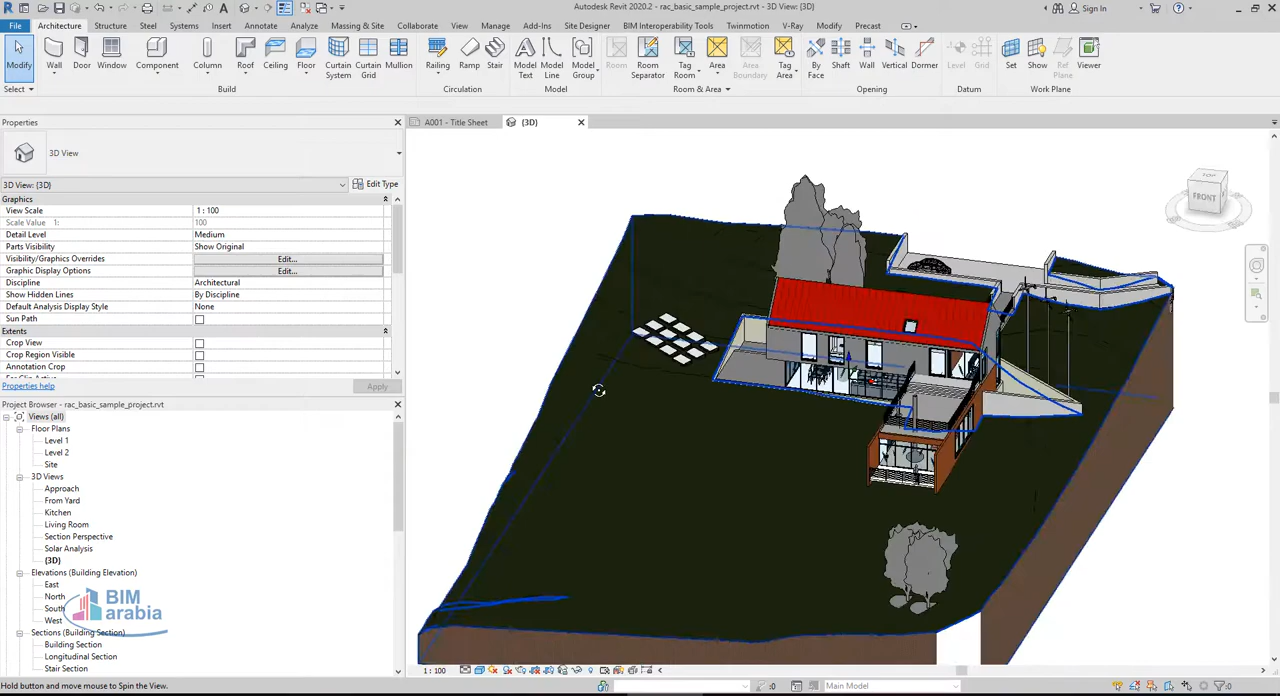 Autodesk Revit 2020.2 - rac_basic_sample_project.rvt - 3D View: {3D}
Sign In
File Architecture Structure Steel Systems Insert Annotate Analyze Massing & Site Collaborate View Manage Add-Ins Site Designer BIM Interoperability Tools Twinmotion V-Ray Modify Precast
Modify Wall Door Window Component Column Roof Ceiling Floor Curtain System Curtain Grid Mullion Railing Ramp Stair Model Text Model Line Model Group Room Room Separator Tag Room Area Area Boundary Tag Area By Face Shaft Wall Vertical Dormer Level Grid Set Show Ref Plane Viewer
Select Build Circulation Model Room & Area Opening Datum Work Plane
Properties
A001 - Title Sheet
{3D}
3D View
3D View: {3D}
Edit Type
Graphics
View Scale 1 : 100
Scale Value 1: 100
Detail Level Medium
Parts Visibility Show Original
Visibility/Graphics Overrides Edit...
Graphic Display Options Edit...
Discipline Architectural
Show Hidden Lines By Discipline
Default Analysis Display Style None
Sun Path
Extents
Crop View
Crop Region Visible
Annotation Crop
Properties help
Apply
TOP
FRONT
Project Browser - rac_basic_sample_project.rvt
Views (all)
Floor Plans
Level 1
Level 2
Site
3D Views
Approach
From Yard
Kitchen
Living Room
Section Perspective
Solar Analysis
{3D}
Elevations (Building Elevation)
East
North
South
West
BIM
arabia
Sections (Building Section)
Building Section
Longitudinal Section
Stair Section
1 : 100
Hold button and move mouse to Spin the View.
:0
Main Model
:0